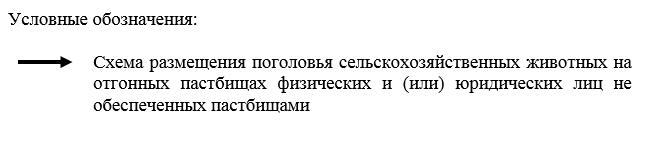 Условные обозначения:
Схема размещения поголовья сельскохозяйственных животных на
отгонных пастбищах физических и (или) юридических лиц не
обеспеченных пастбищами